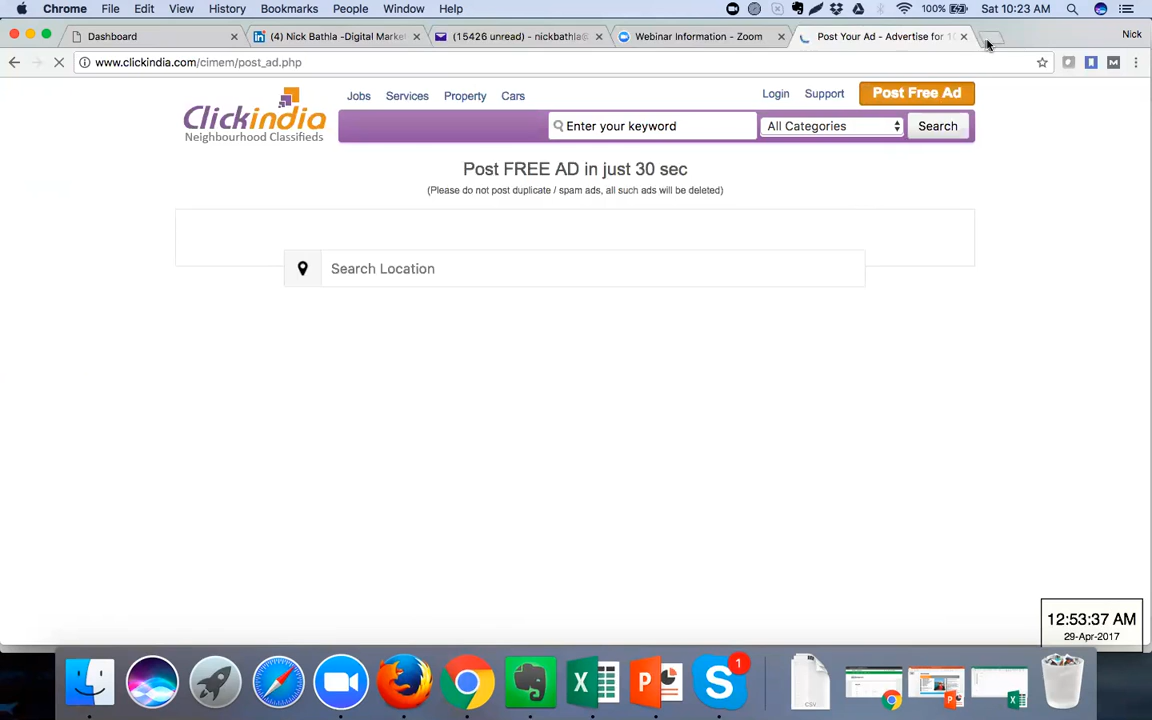 Chrome File Edit View History Bookmarks People Window Help 100% Sat 10:23 AM
Dashboard (4) Nick Bathla -Digital Market (15426 unread) - nickbathla@ Webinar Information - Zoom Post Your Ad - Advertise for Nick
www.clickindia.com/cimem/post_ad.php
Jobs Services Property Cars Login Support Post Free Ad
Clickindia
Neighbourhood Classifieds
Enter your keyword All Categories Search
Post FREE AD in just 30 sec
(Please do not post duplicate / spam ads, all such ads will be deleted)
Search Location
12:53:37 AM
29-Apr-2017
1
CSV